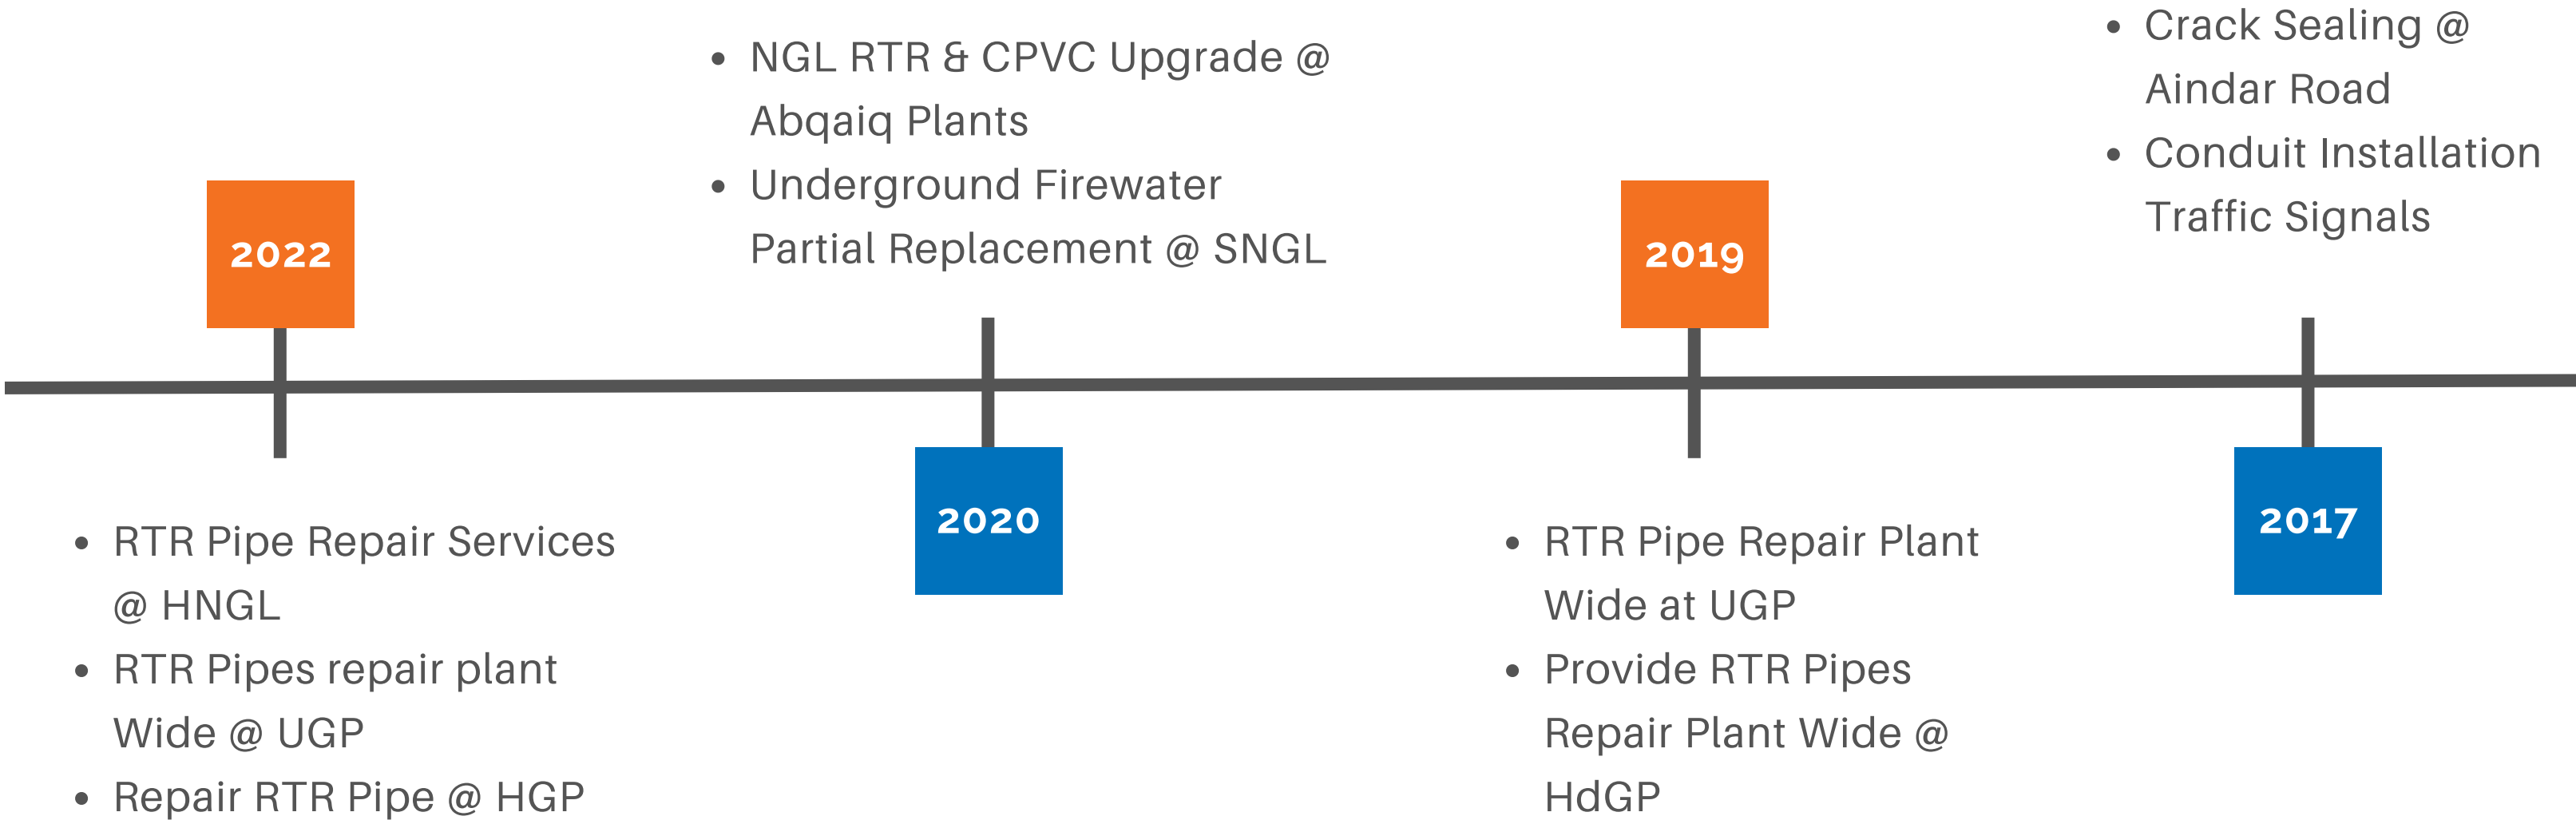 2022
• RTR Pipe Repair Services
@ HNGL
• RTR Pipes repair plant
Wide @ UGP
• Repair RTR Pipe @ HGP
• NGL RTR & CPVC Upgrade @
Abqaiq Plants
• Underground Firewater
Partial Replacement @ SNGL
2020
2019
• RTR Pipe Repair Plant
Wide at UGP
• Provide RTR Pipes
Repair Plant Wide @
HdGP
• Crack Sealing @
Aindar Road
• Conduit Installation
Traffic Signals
2017